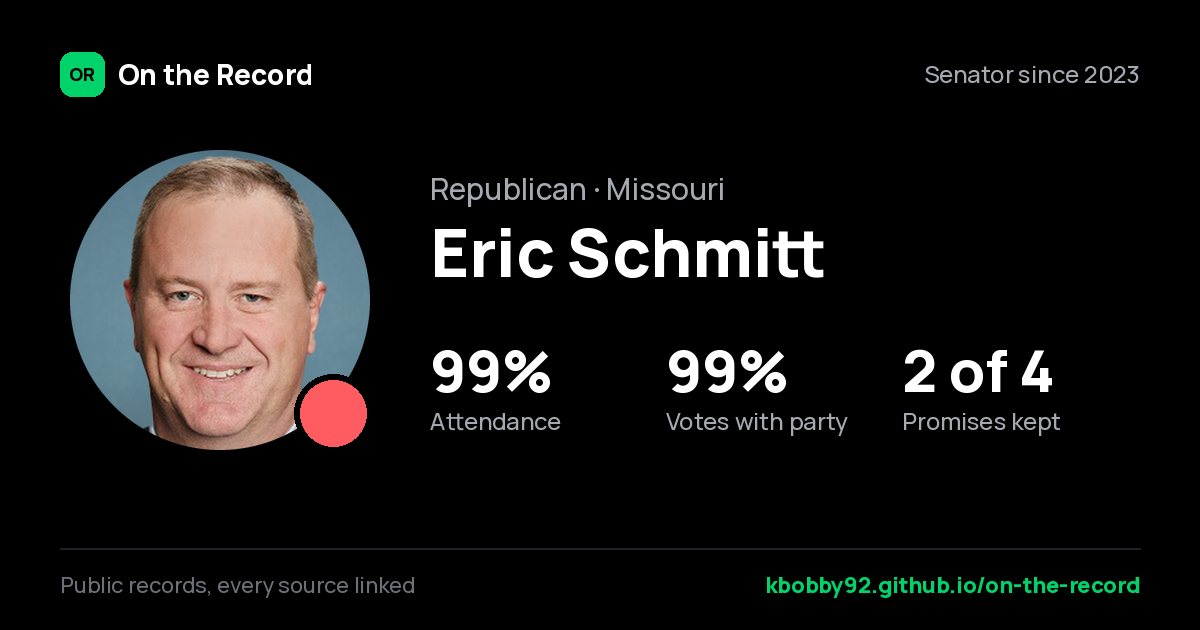 OR On the Record
Senator since 2023
Republican · Missouri
Eric Schmitt
99% 99% 2 of 4
Attendance Votes with party Promises kept
Public records, every source linked
kbobby92.github.io/on-the-record